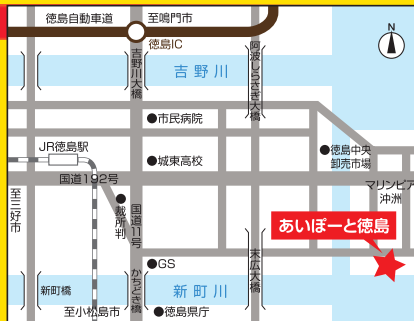 徳島自動車道
至鳴門市
徳島IC
N
吉野川
吉野川大橋
阿波しらさぎ大橋
市民病院
JR徳島駅
城東高校
徳島中央
卸売市場
国道192号
マリンピア
沖洲
至三好市
裁判所
国道11号
あいぽーと徳島
末広大橋
GS
新町橋
新町川
かちどき橋
至小松島市
徳島県庁